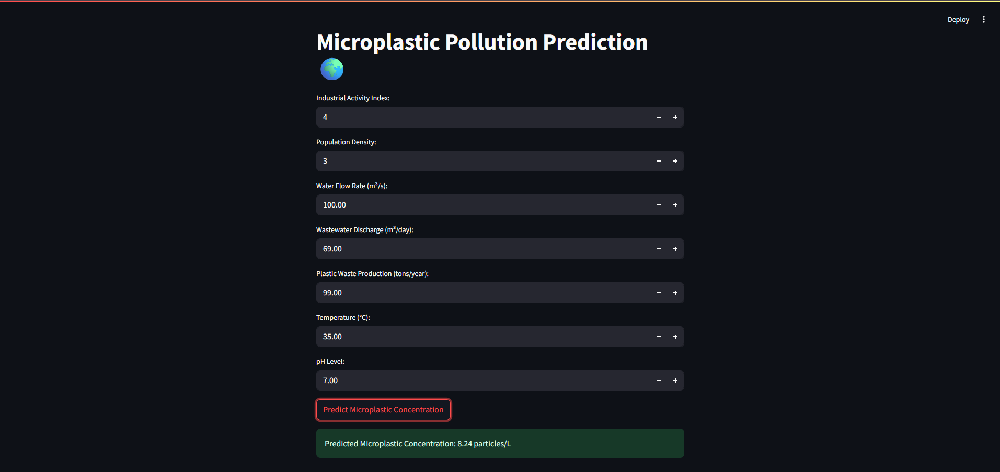 Deploy
Microplastic Pollution Prediction
Industrial Activity Index:
4
Population Density:
3
Water Flow Rate (m³/s):
100.00
Wastewater Discharge (m³/day):
69.00
Plastic Waste Production (tons/year):
99.00
Temperature (°C):
35.00
pH Level:
7.00
Predict Microplastic Concentration
Predicted Microplastic Concentration: 8.24 particles/L